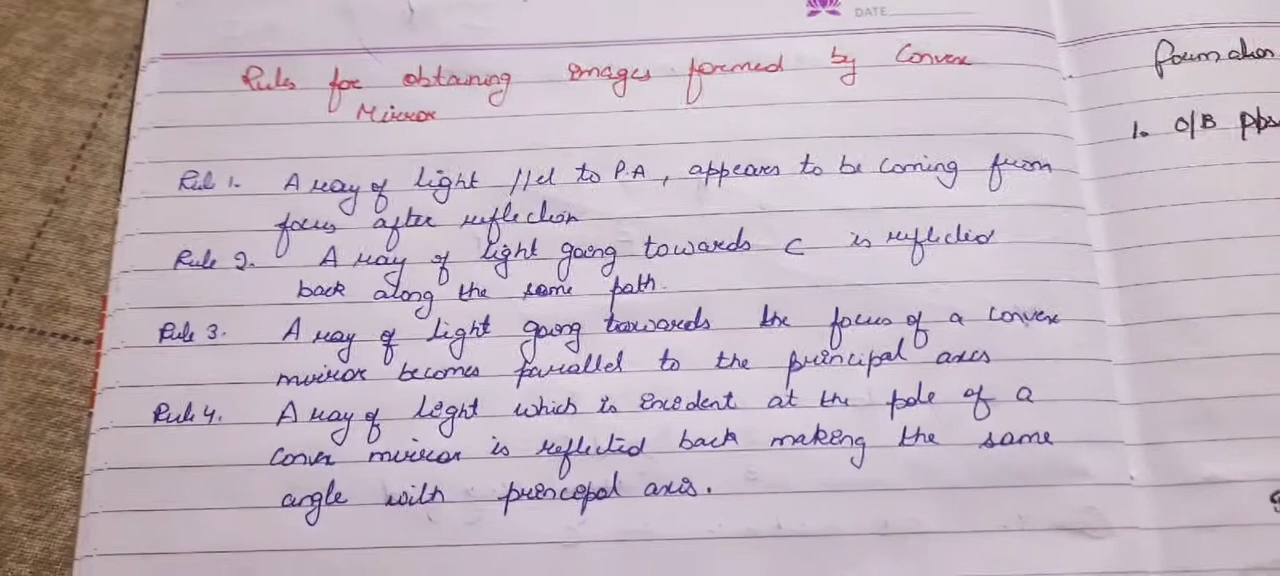 DATE
Rules for obtaining images formed by Convex
Mirror
Rule 1. A ray of light ||el to P.A, appears to be coming from
focus after reflection
Rule 2. A ray of light going towards C is reflected
back along the same path.
Rule 3. A ray of light going towards the focus of a convex
mirror becomes parallel to the principal axis
Rule 4. A ray of light which is incident at the pole of a
convex mirror is reflected back making the same
angle with principal axis.
Formation
1. O/B